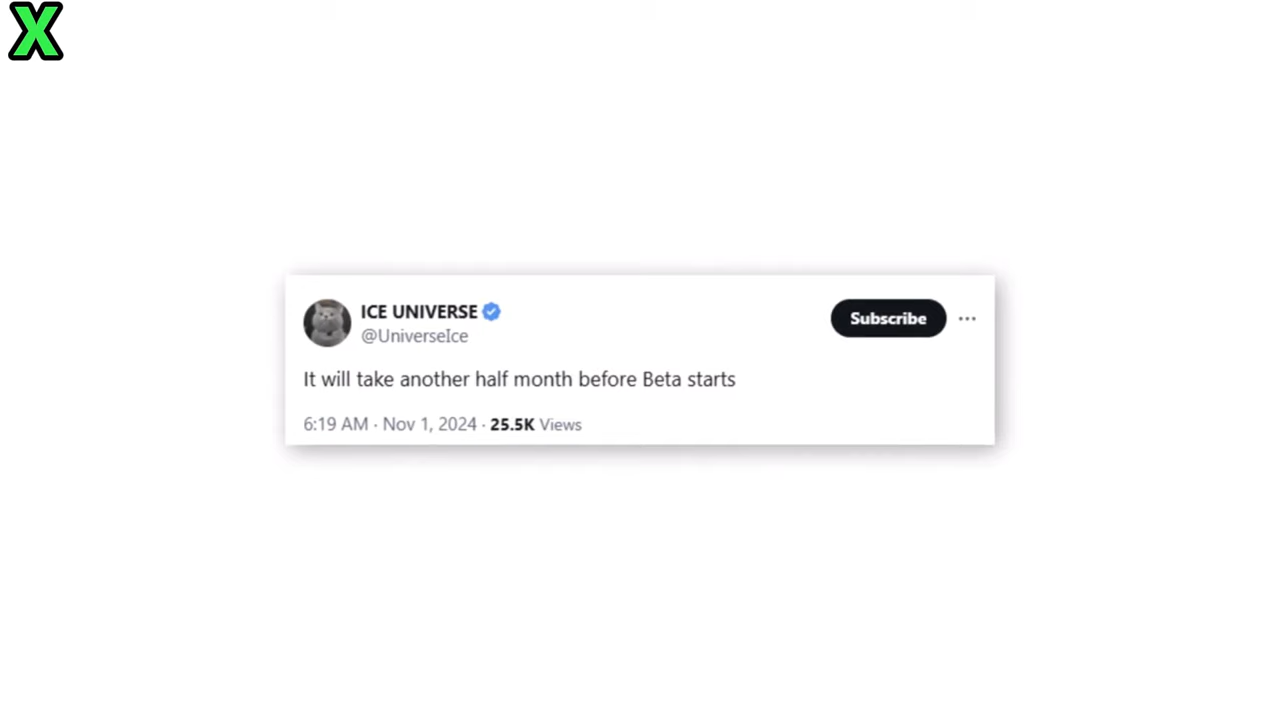 X
ICE UNIVERSE
@UniverseIce
Subscribe
It will take another half month before Beta starts
6:19 AM · Nov 1, 2024 · 25.5K Views